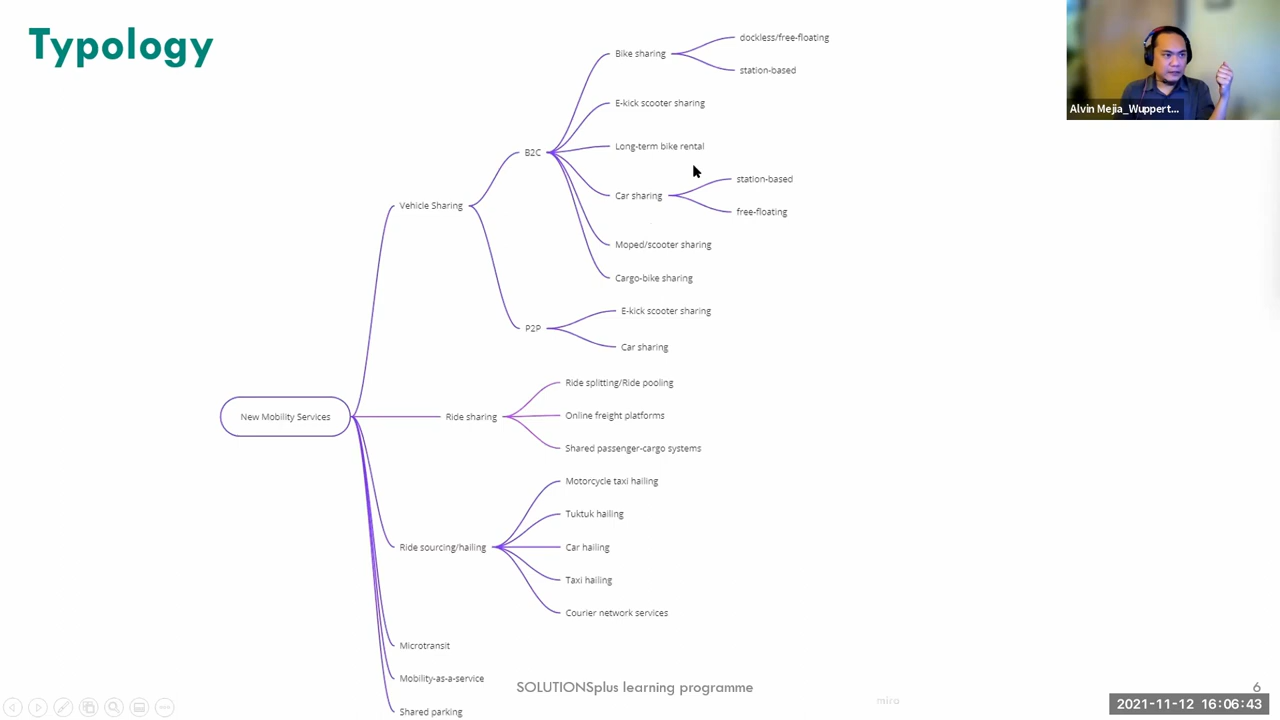 Typology
dockless/free-floating
Bike sharing
station-based
E-kick scooter sharing
Long-term bike rental
B2C
station-based
Car sharing
free-floating
Vehicle Sharing
Moped/scooter sharing
Cargo-bike sharing
E-kick scooter sharing
P2P
Car sharing
Ride splitting/Ride pooling
New Mobility Services
Ride sharing
Online freight platforms
Shared passenger-cargo systems
Motorcycle taxi hailing
Tuktuk hailing
Ride sourcing/hailing
Car hailing
Taxi hailing
Courier network services
Microtransit
Mobility-as-a-service
Shared parking
SOLUTIONSplus learning programme
miro
6
Alvin Mejia_Wuppert...
2021-11-12 16:06:43